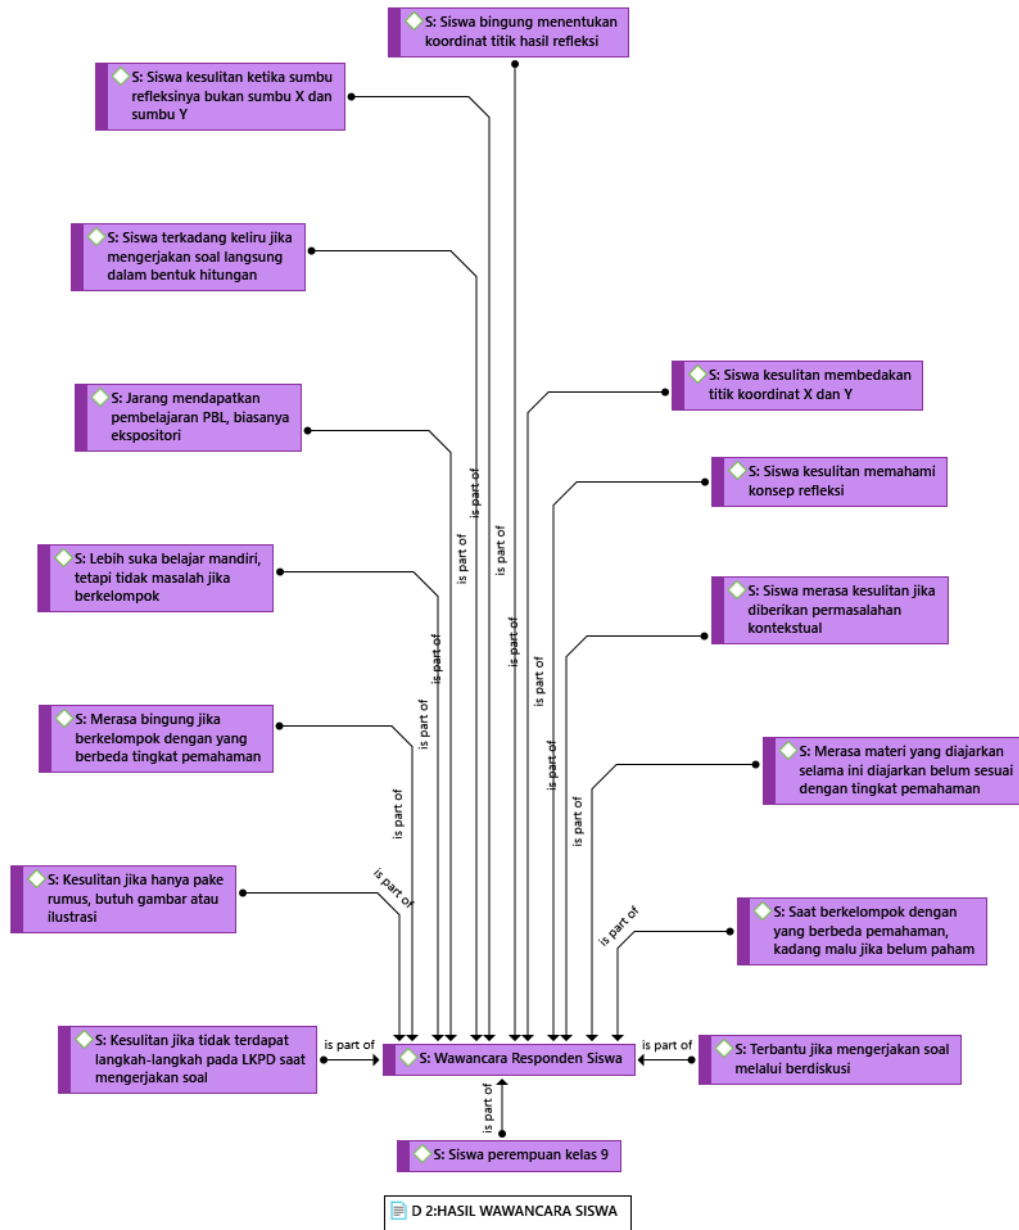 S: Siswa bingung menentukan
koordinat titik hasil refleksi
S: Siswa kesulitan ketika sumbu
refleksinya bukan sumbu X dan
sumbu Y
S: Siswa terkadang keliru jika
mengerjakan soal langsung
dalam bentuk hitungan
S: Siswa kesulitan membedakan
titik koordinat X dan Y
S: Jarang mendapatkan
pembelajaran PBL, biasanya
ekspositori
S: Siswa kesulitan memahami
konsep refleksi
is part of
is part of
is part of
is part of
S: Lebih suka belajar mandiri,
tetapi tidak masalah jika
berkelompok
S: Siswa merasa kesulitan jika
diberikan permasalahan
kontekstual
is part of
is part of
is part of
is part of
is part of
S: Merasa bingung jika
berkelompok dengan yang
berbeda tingkat pemahaman
S: Merasa materi yang diajarkan
selama ini diajarkan belum sesuai
dengan tingkat pemahaman
is part of
is part of
S: Kesulitan jika hanya pake
rumus, butuh gambar atau
ilustrasi
is part of
is part of
S: Saat berkelompok dengan
yang berbeda pemahaman,
kadang malu jika belum paham
S: Kesulitan jika tidak terdapat
langkah-langkah pada LKPD saat
mengerjakan soal
is part of
S: Wawancara Responden Siswa
is part of
S: Terbantu jika mengerjakan soal
melalui berdiskusi
is part of
S: Siswa perempuan kelas 9
D 2:HASIL WAWANCARA SISWA